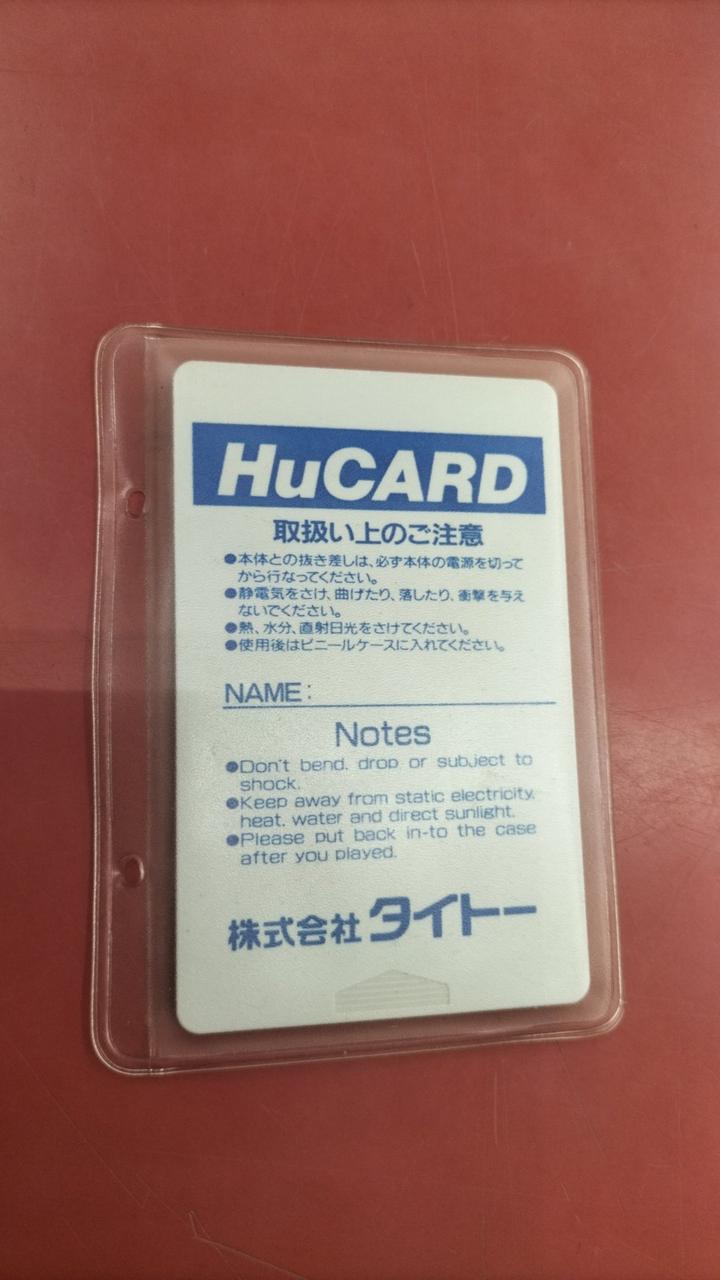 HuCARD
取扱い上のご注意
●本体との抜き差しは、必ず本体の電源を切って
から行なってください。
●静電気をさけ、曲げたり、落したり、衝撃を与え
ないでください。
●熱、水分、直射日光をさけてください。
●使用後はビニールケースに入れてください。
NAME:
Notes
●Don't bend. drop or subject to
shock.
●Keep away from static electricity.
heat. water and direct sunlight.
●Please put back in-to the case
after you played.
株式会社タイトー